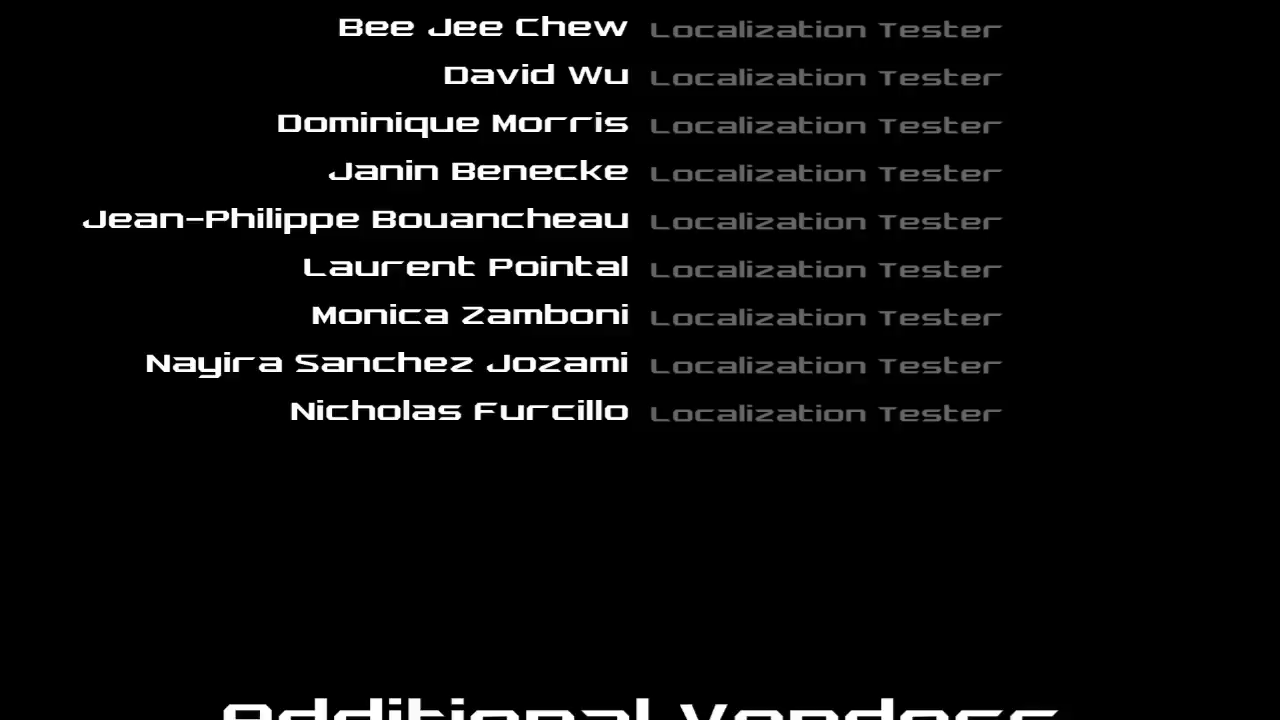 Bee Jee Chew Localization Tester
David Wu Localization Tester
Dominique Morris Localization Tester
Janin Benecke Localization Tester
Jean-Philippe Bouancheau Localization Tester
Laurent Pointal Localization Tester
Monica Zamboni Localization Tester
Nayira Sanchez Jozami Localization Tester
Nicholas Furcillo Localization Tester
Additional Vendors